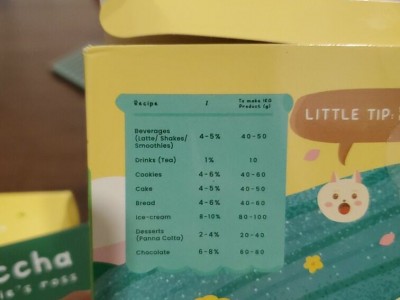 Recipe / To make 1KG
Product (g)
Beverages
(Latte/ Shakes/ 4-5% 40-50
Smoothies)
Drinks (Tea) 1% 10
Cookies 4-6% 40-60
Cake 4-5% 40-50
Bread 4-6% 40-60
Ice-cream 8-10% 80-100
Desserts
(Panna Cotta) 2-4% 20-40
Chocolate 6-8% 60-80
LITTLE TIP:
ccha